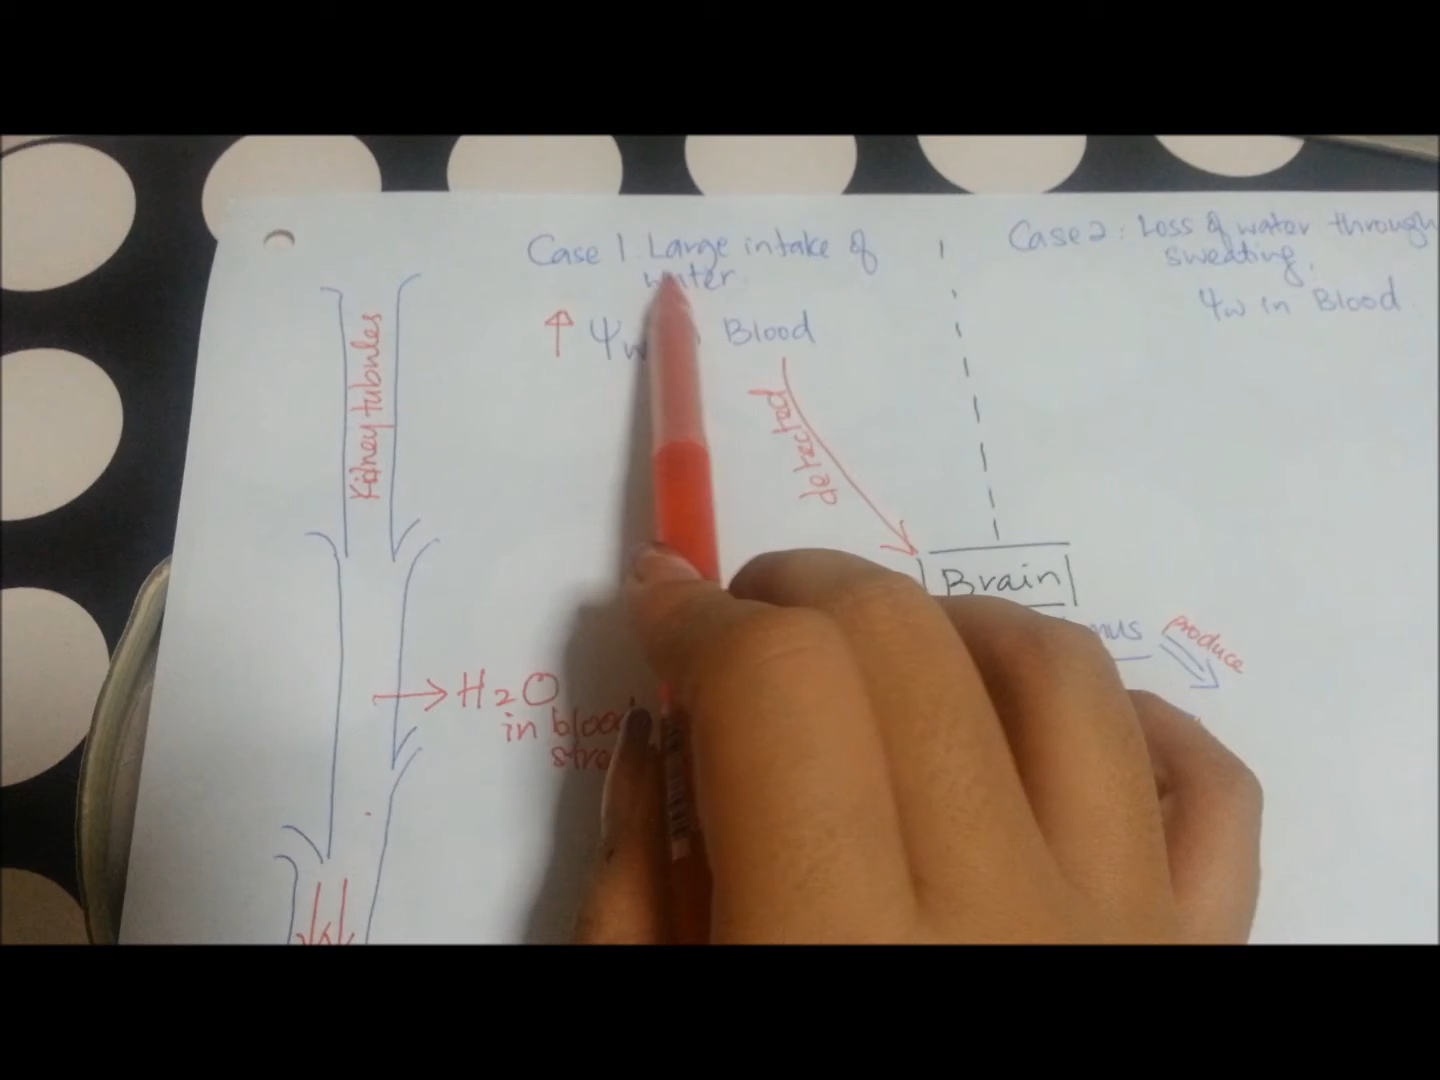 Case 1: Large intake of
water
↑ Ψw Blood
Case 2: Loss of water through
sweating.
Ψw in Blood
Kidney tubules
detected
Brain
produce
→ H2O
in blood